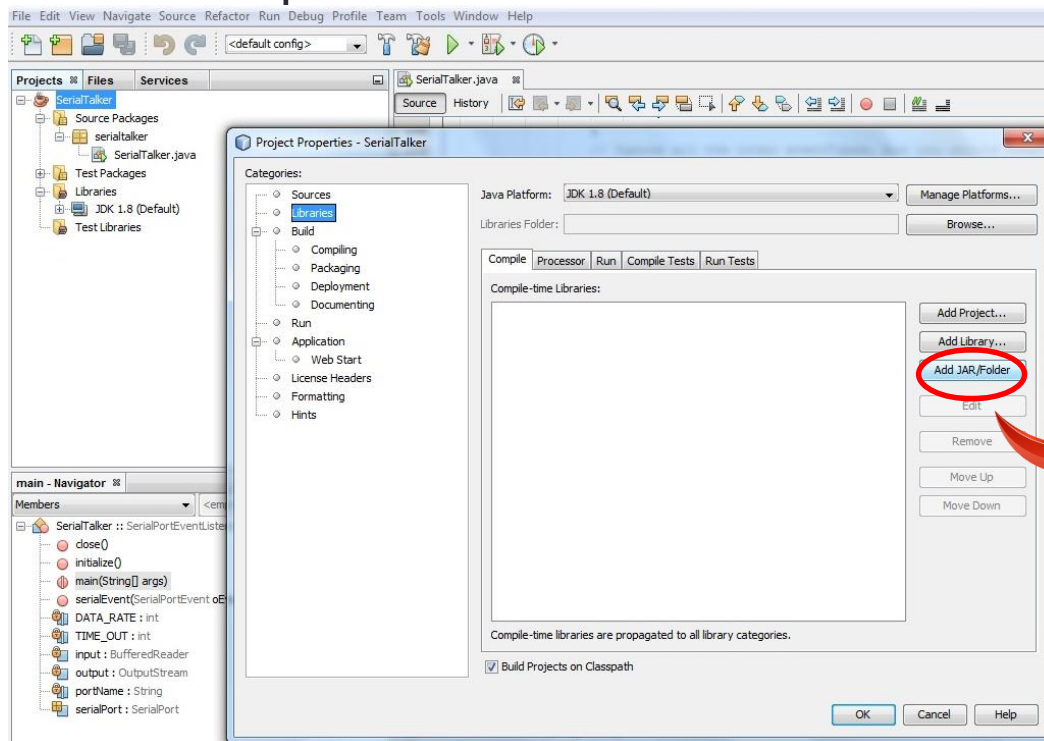 File Edit View Navigate Source Refactor Run Debug Profile Team Tools Window Help
<default config>
Projects Files Services
SerialTalker
Source Packages
serialtalker
SerialTalker.java
Test Packages
Libraries
JDK 1.8 (Default)
Test Libraries
SerialTalker.java
Source History
Project Properties - SerialTalker
Categories:
Sources
Libraries
Build
Compiling
Packaging
Deployment
Documenting
Run
Application
Web Start
License Headers
Formatting
Hints
Java Platform: JDK 1.8 (Default) Manage Platforms...
Libraries Folder: Browse...
Compile Processor Run Compile Tests Run Tests
Compile-time Libraries:
Add Project...
Add Library...
Add JAR/Folder
Edit
Remove
Move Up
Move Down
Compile-time libraries are propagated to all library categories.
Build Projects on Classpath
OK Cancel Help
main - Navigator
Members
SerialTalker :: SerialPortEventListe
close()
initialize()
main(String[] args)
serialEvent(SerialPortEvent oE
DATA_RATE : int
TIME_OUT : int
input : BufferedReader
output : OutputStream
portName : String
serialPort : SerialPort